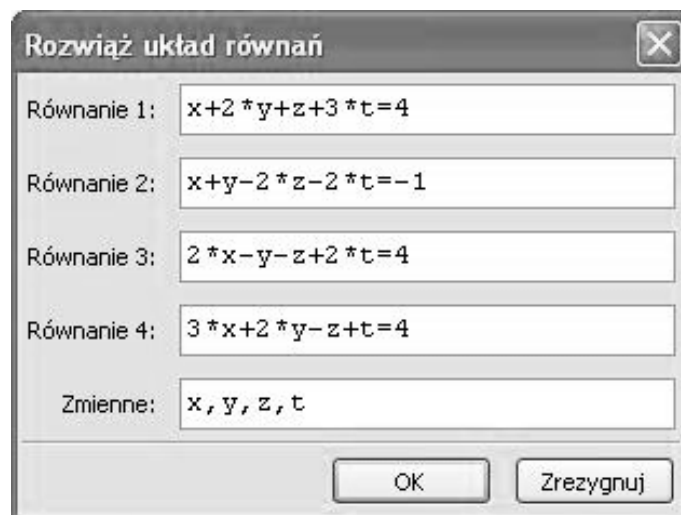 Rozwiąż układ równań
Równanie 1: x+2*y+z+3*t=4
Równanie 2: x+y-2*z-2*t=-1
Równanie 3: 2*x-y-z+2*t=4
Równanie 4: 3*x+2*y-z+t=4
Zmienne: x,y,z,t
OK Zrezygnuj